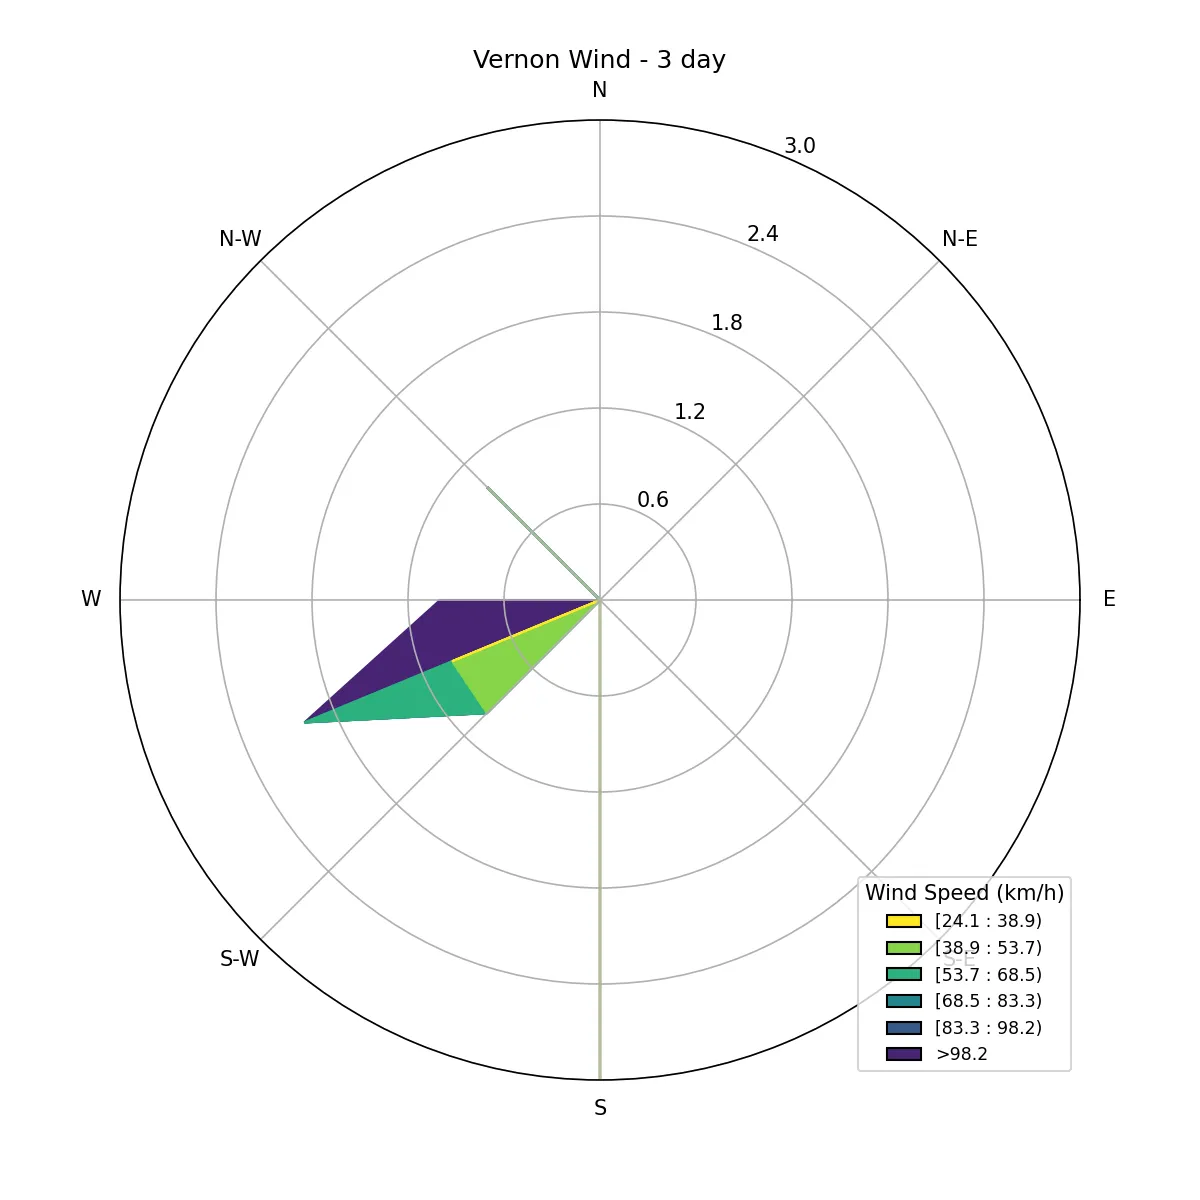 Vernon Wind - 3 day
N
3.0
N-W
N-E
2.4
1.8
1.2
0.6
W
E
Wind Speed (km/h)
[24.1 : 38.9)
[38.9 : 53.7)
S-W
S-E
[53.7 : 68.5)
[68.5 : 83.3)
[83.3 : 98.2)
>98.2
S